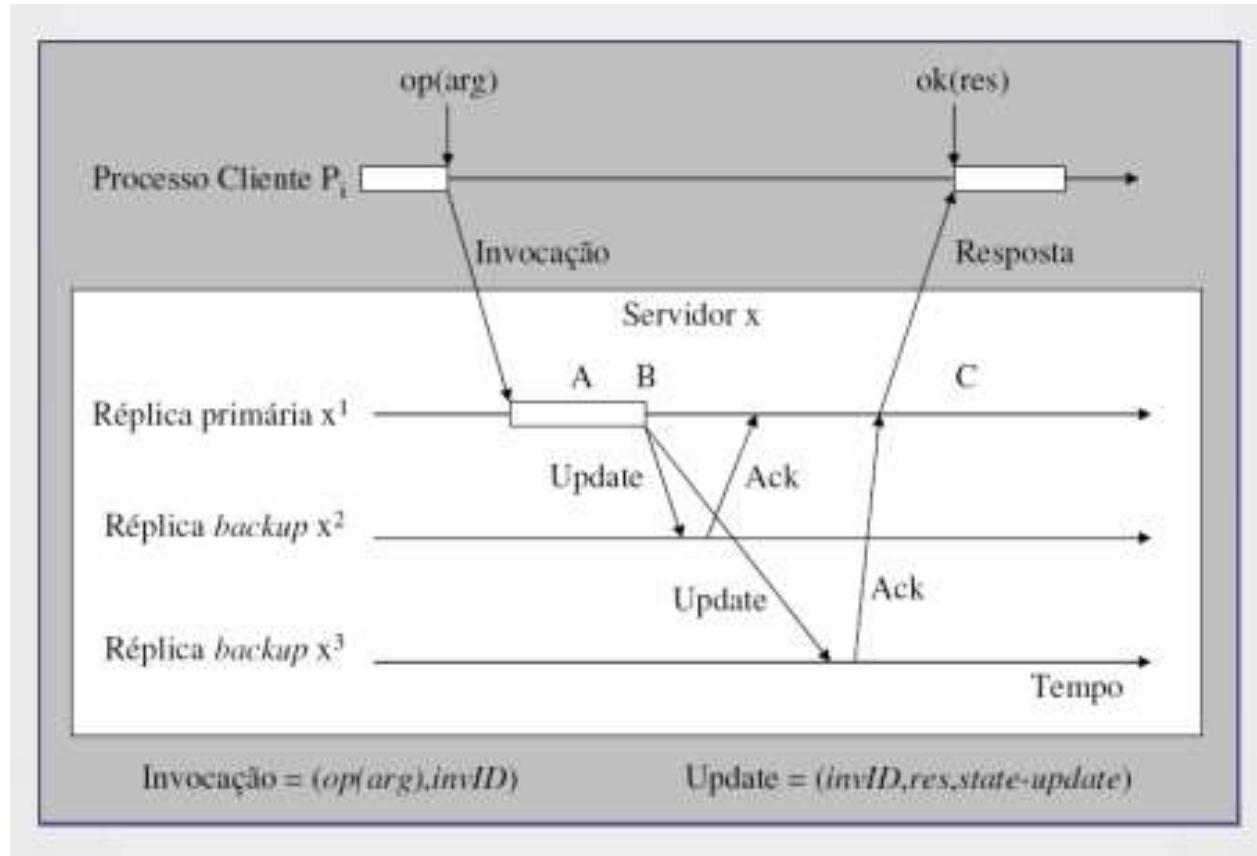 op(arg) ok(res)
Processo Cliente Pi
Invocação Resposta
Servidor x
A B C
Réplica primária x1
Update Ack
Réplica backup x2
Update Ack
Réplica backup x3
Tempo
Invocação = (op(arg),invID) Update = (invID,res,state-update)